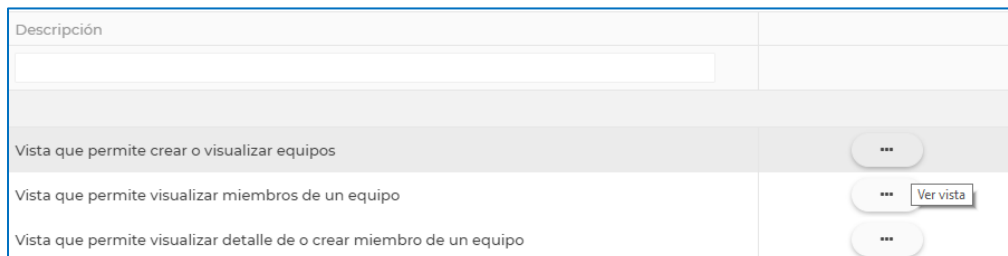 Descripción
Vista que permite crear o visualizar equipos
Vista que permite visualizar miembros de un equipo
Ver vista
Vista que permite visualizar detalle de o crear miembro de un equipo